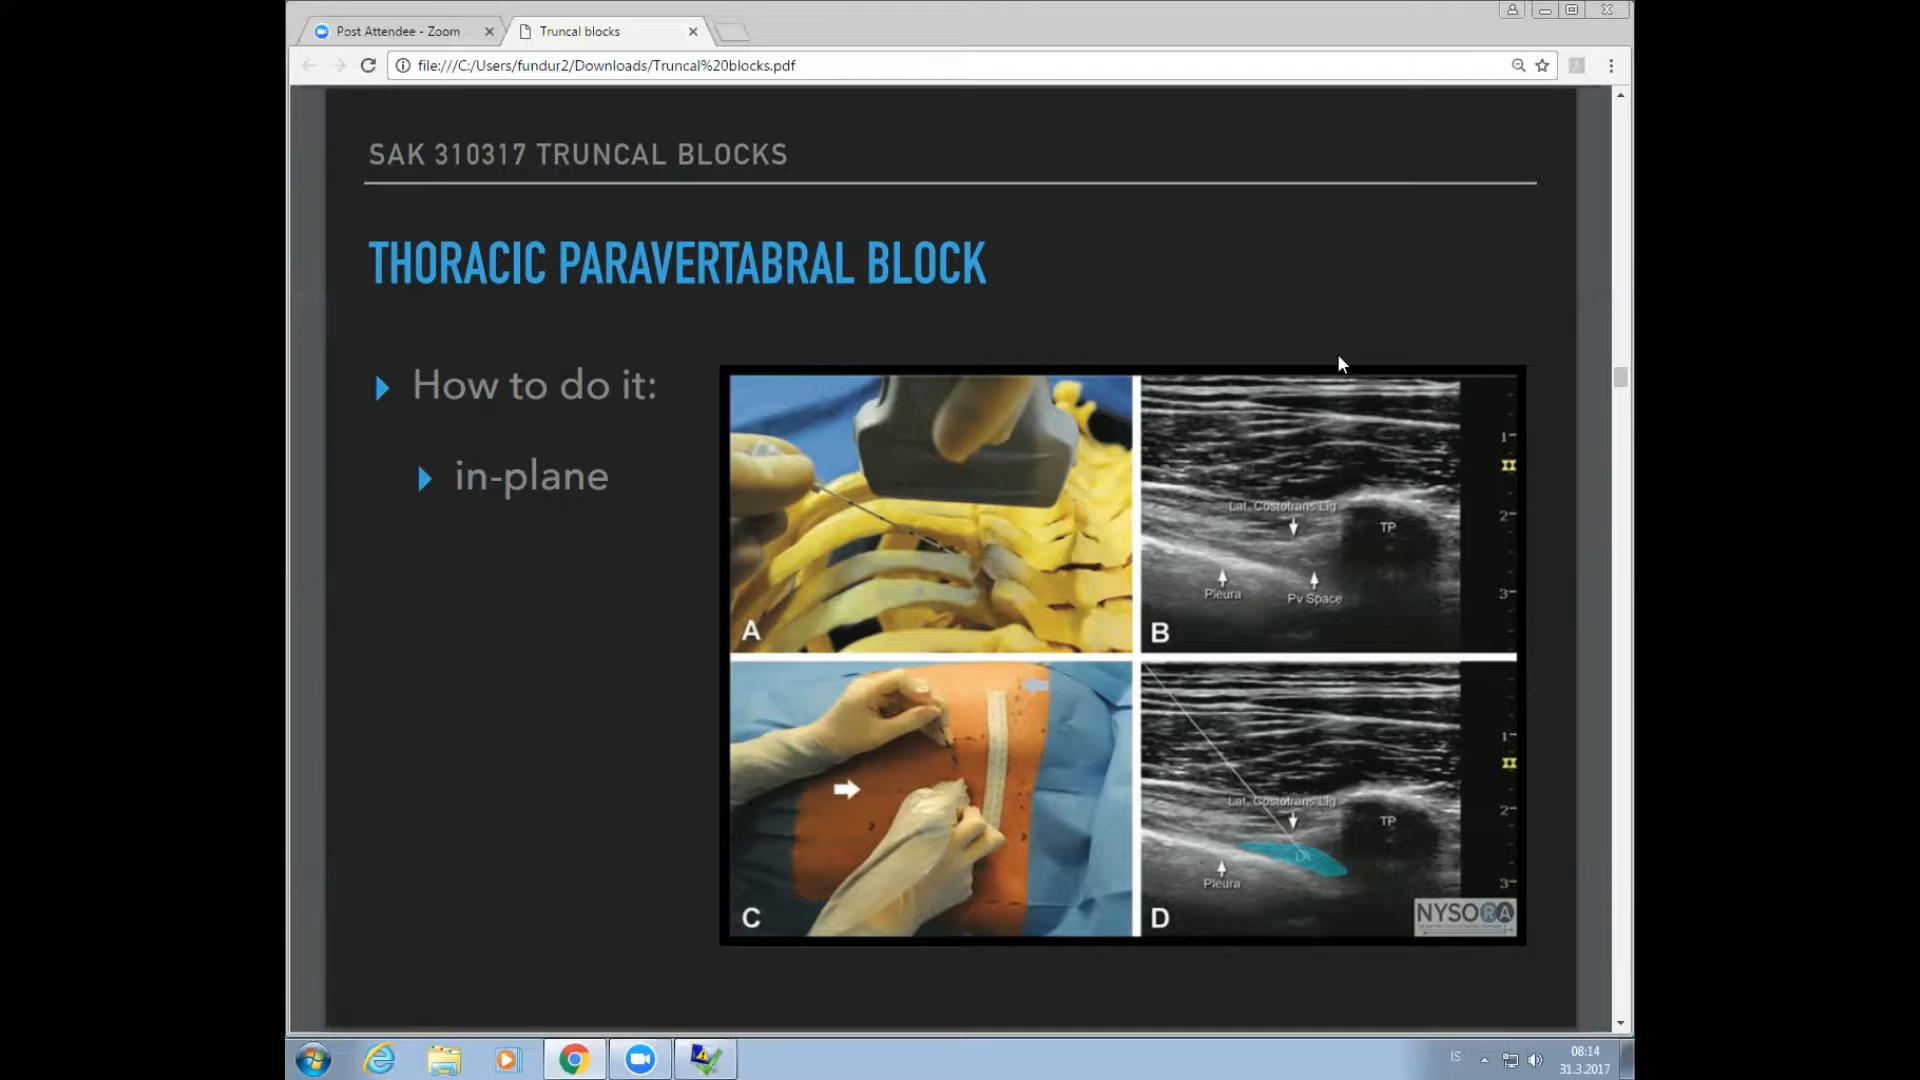 Post Attendee - Zoom
Truncal blocks
file:///C:/Users/fundur2/Downloads/Truncal%20blocks.pdf
SAK 310317 TRUNCAL BLOCKS
THORACIC PARAVERTABRAL BLOCK
How to do it:
in-plane
A
1
Lat. Costotrans Lig
2
TP
Pleura
Pv Space
3
B
C
1
Lat. Costotrans Lig
2
TP
Pleura
3
D
NYSORA
IS
08:14
31.3.2017